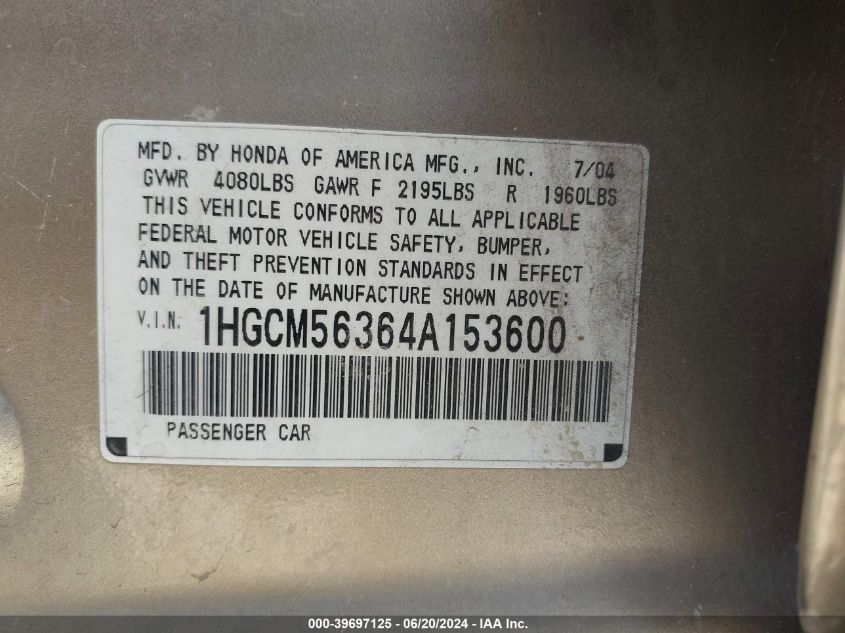 MFD. BY HONDA OF AMERICA MFG., INC. 7/04
GVWR 4080LBS GAWR F 2195LBS R 1960LBS
THIS VEHICLE CONFORMS TO ALL APPLICABLE
FEDERAL MOTOR VEHICLE SAFETY, BUMPER,
AND THEFT PREVENTION STANDARDS IN EFFECT
ON THE DATE OF MANUFACTURE SHOWN ABOVE:
V.I.N. 1HGCM56364A153600
PASSENGER CAR
000-39697125 - 06/20/2024 - IAA Inc.